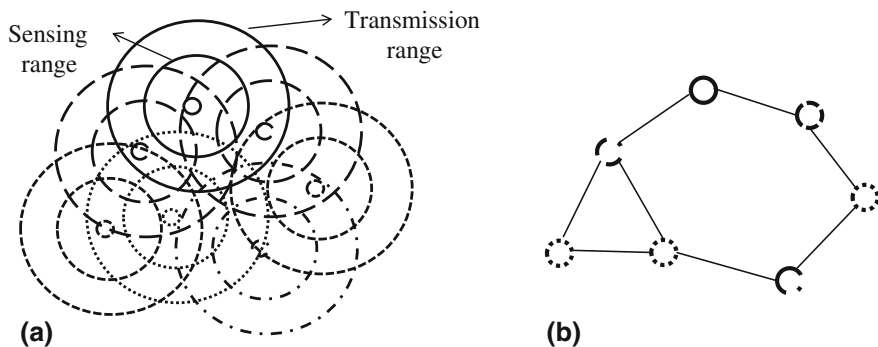 Sensing
range
Transmission
range
(a)
(b)